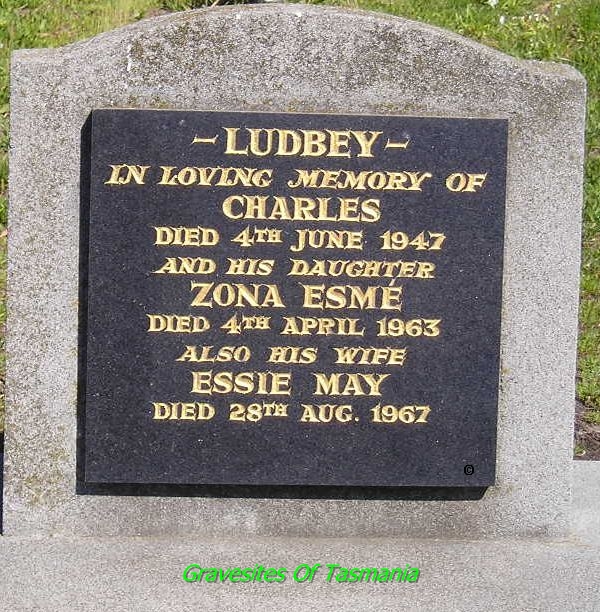 – LUDBEY –
IN LOVING MEMORY OF
CHARLES
DIED 4TH JUNE 1947
AND HIS DAUGHTER
ZONA ESMÉ
DIED 4TH APRIL 1963
ALSO HIS WIFE
ESSIE MAY
DIED 28TH AUG. 1967
©
Gravesites Of Tasmania